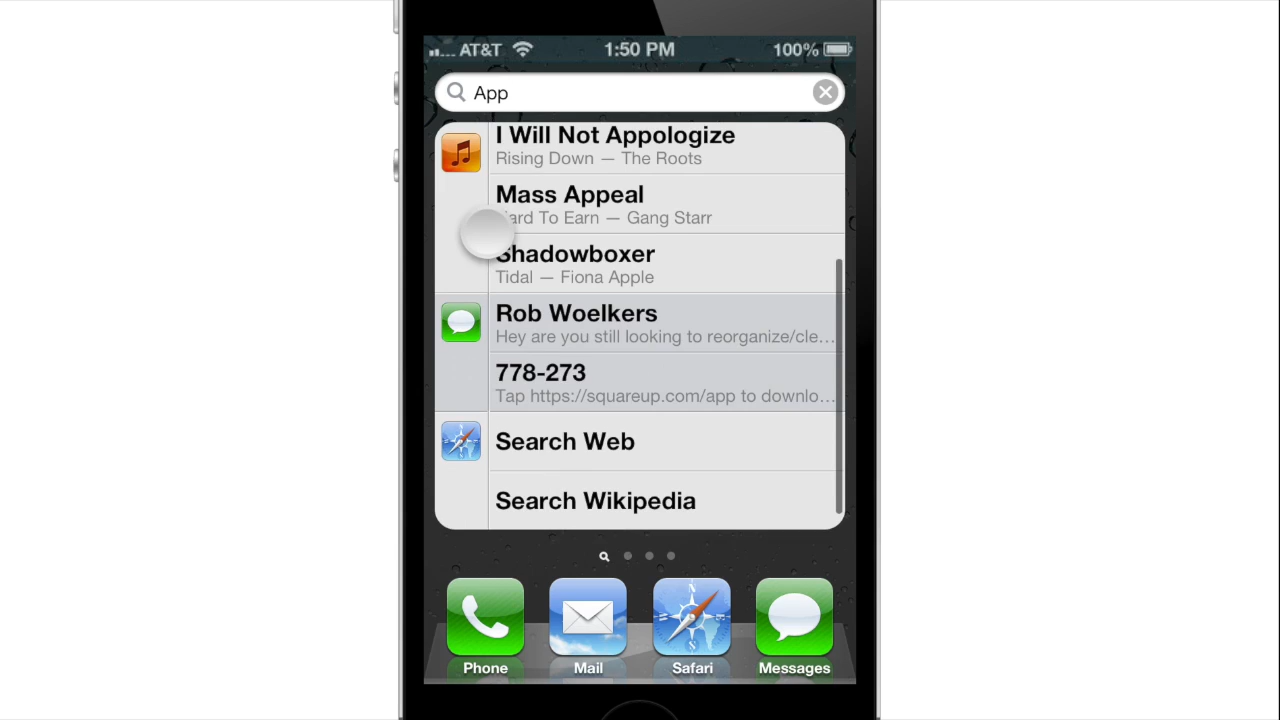 AT&T 1:50 PM 100%
App
I Will Not Appologize
Rising Down — The Roots
Mass Appeal
ard To Earn — Gang Starr
Shadowboxer
Tidal — Fiona Apple
Rob Woelkers
Hey are you still looking to reorganize/cle...
778-273
Tap https://squareup.com/app to downlo...
Search Web
Search Wikipedia
Phone Mail Safari Messages